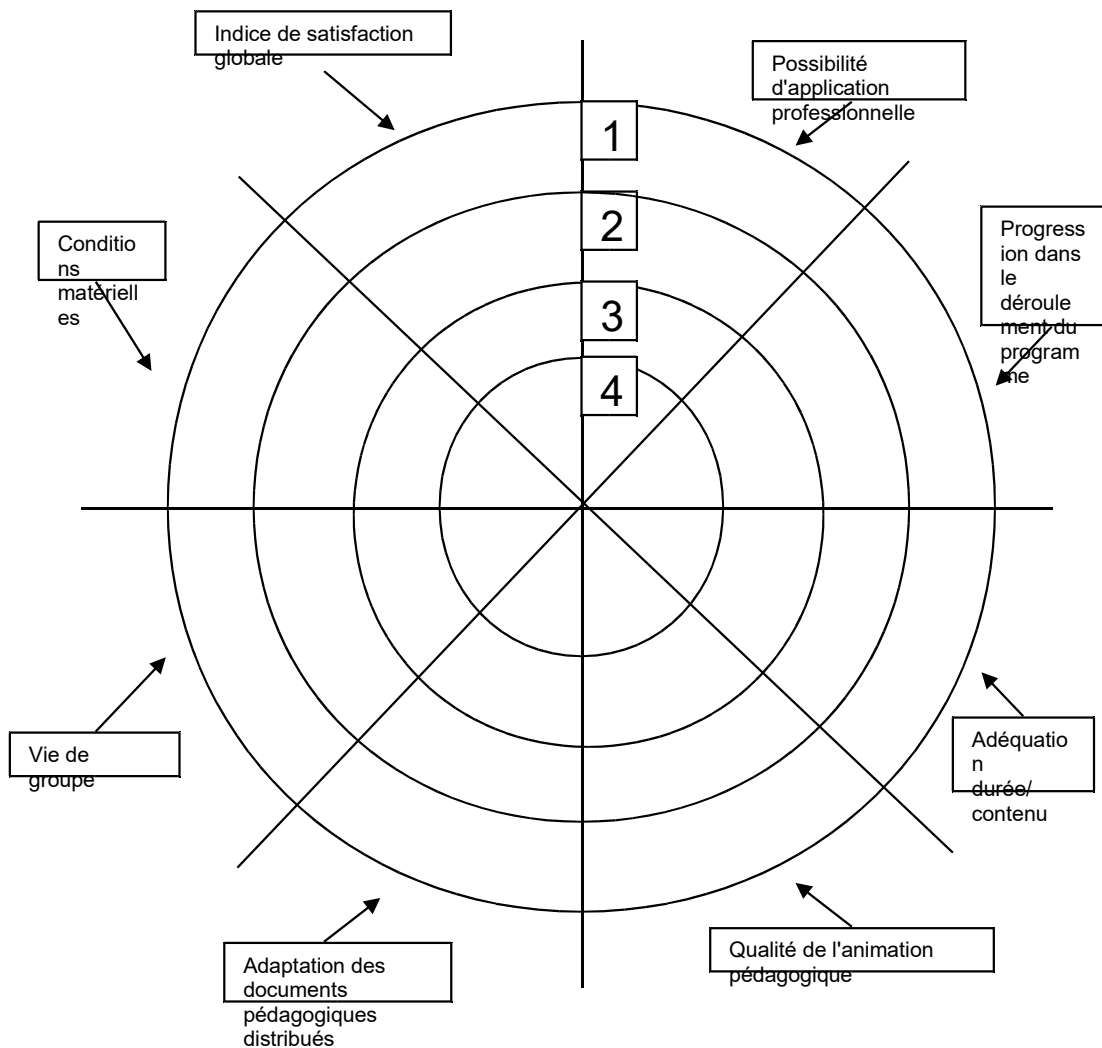 Indice de satisfaction
globale
Possibilité
d'application
professionnelle
1
2
3
4
Conditio
ns
matériell
es
Progress
ion dans
le
déroule
ment du
program
me
Vie de
groupe
Adéquatio
n
durée/
contenu
Adaptation des
documents
pédagogiques
distribués
Qualité de l'animation
pédagogique